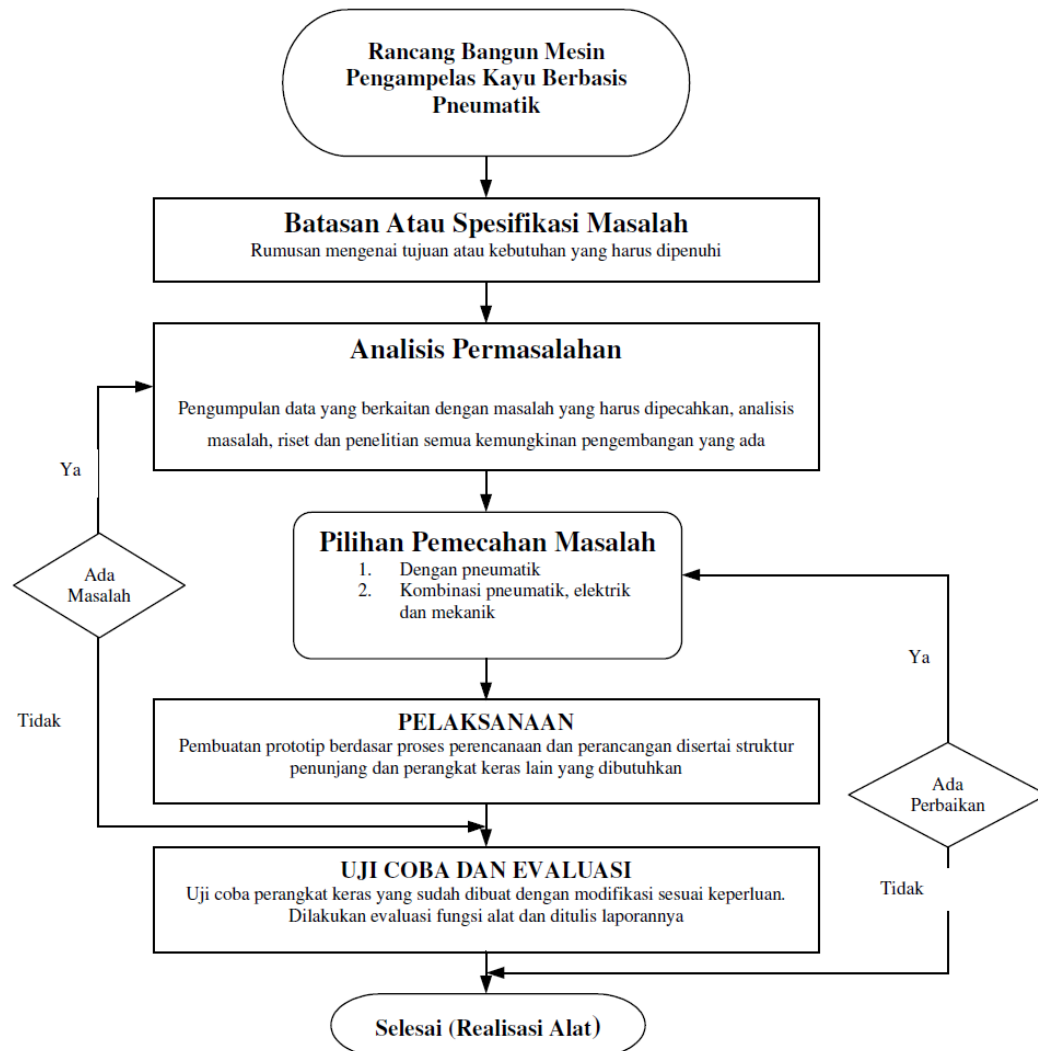 Rancang Bangun Mesin
Pengampelas Kayu Berbasis
Pneumatik
Batasan Atau Spesifikasi Masalah
Rumusan mengenai tujuan atau kebutuhan yang harus dipenuhi
Analisis Permasalahan
Pengumpulan data yang berkaitan dengan masalah yang harus dipecahkan, analisis
masalah, riset dan penelitian semua kemungkinan pengembangan yang ada
Ya
Pilihan Pemecahan Masalah
1. Dengan pneumatik
2. Kombinasi pneumatik, elektrik
dan mekanik
Ada
Masalah
Ya
Tidak
PELAKSANAAN
Pembuatan prototip berdasar proses perencanaan dan perancangan disertai struktur
penunjang dan perangkat keras lain yang dibutuhkan
Ada
Perbaikan
UJI COBA DAN EVALUASI
Uji coba perangkat keras yang sudah dibuat dengan modifikasi sesuai keperluan.
Dilakukan evaluasi fungsi alat dan ditulis laporannya
Tidak
Selesai (Realisasi Alat)